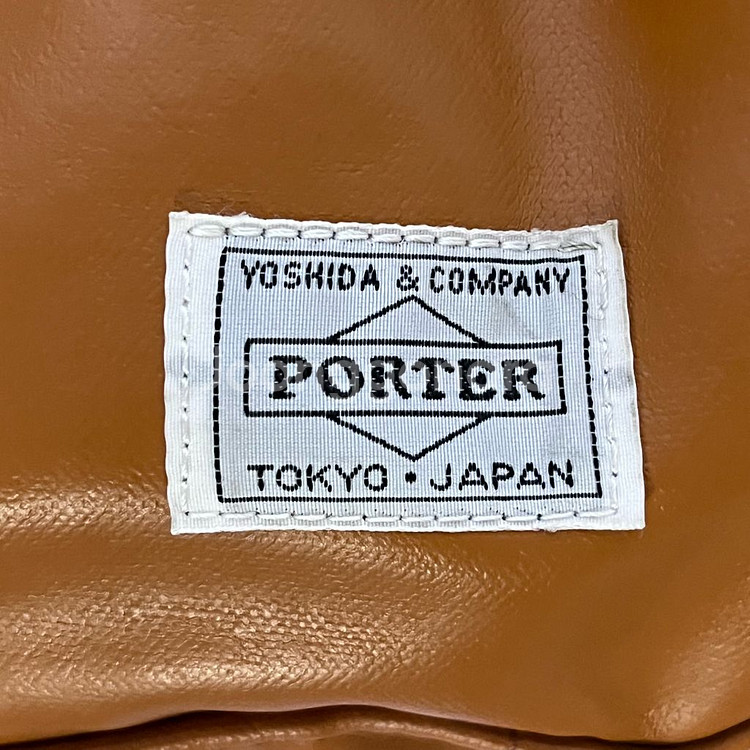 YOSHIDA & COMPANY
PORTER
TOKYO • JAPAN